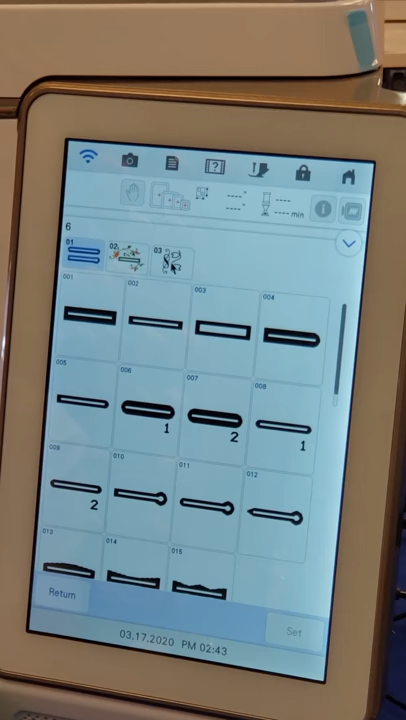 ---- ----
---- ---- min
6
01 02 03
001 002 003 004
005 006 007 008
1 2 1
009 010 011 012
2
013 014 015
Return Set
03.17.2020 PM 02:43